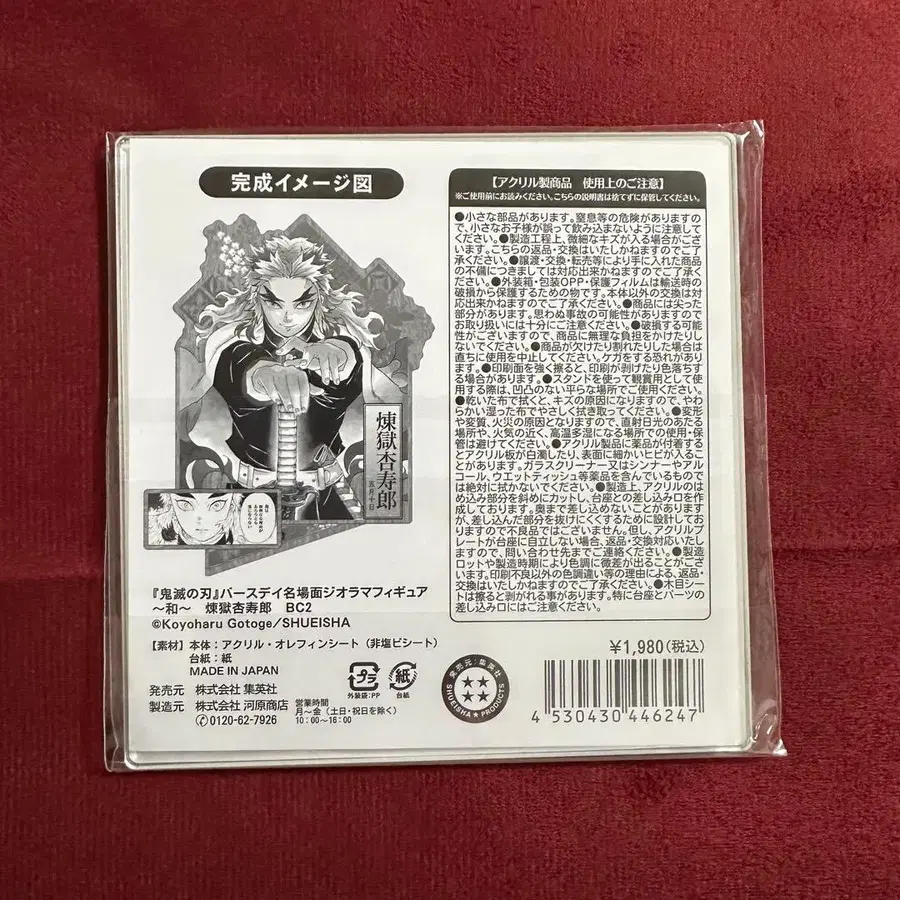 完成イメージ図
煉獄杏寿郎
五月十日
『鬼滅の刃』バースデイ名場面ジオラマフィギュア
～和～ 煉獄杏寿郎 BC2
©Koyoharu Gotoge/SHUEISHA
【素材】本体：アクリル・オレフィンシート（非塩ビシート）
台紙：紙
MADE IN JAPAN
発売元 株式会社 集英社
製造元 株式会社 河原商店
0120-62-7926
営業時間
月～金（土日・祝日を除く）
10：00～16：00
プラ
外装袋：PP
紙
台紙
【アクリル製商品 使用上のご注意】
※ご使用前にお読みください。こちらの説明書は捨てずに保管してください。
●小さな部品があります。窒息等の危険がありますの
で、小さなお子様が誤って飲み込まないように注意して
ください。●製造工程上、微細なキズが入る場合がござ
います。こちらの返品・交換はいたしかねますのでご了
承ください。●譲渡・交換・転売等により手に入れた商品
の不備につきましては対応出来かねますのでご了承く
ださい。●外装箱・包装OPP・保護フィルムは輸送時の
破損から保護するための物です。本体以外の交換は対
応出来かねますのでご了承ください。●商品には尖った
部分があります。思わぬ事故の可能性がありますので
お取り扱いには十分にご注意ください。●破損する可能
性がございますので、商品に無理な負担をかけたりし
ないでください。●商品が欠けたり割れたりした場合は
直ちに使用を中止してください。ケガをする恐れがありま
す。●印刷面を強く擦ると、印刷が剥げたり色落ちす
る場合があります。●スタンドを使って観賞用として使
用する際は、凹凸のない平らな場所でご使用ください。
●乾いた布で拭くと、キズの原因になりますので、やわ
らかい湿った布でやさしく拭き取ってください。●変形
や変質、火災の原因となりますので、直射日光のあたる
場所や、火気の近く、高温多湿になる場所での使用・保
管は避けてください。●アクリル製品に薬品が付着する
とアクリル板が白濁したり、表面に細かいヒビが入るこ
とがあります。ガラスクリーナー又はシンナーやアル
コール、ウエットティッシュ等薬品を含んでいるもので
は絶対に拭かないでください。●製造上、アクリルのは
め込み部分を斜めにカットし、台座との差し込み口を作
成しております。奥まで差し込めないことがあります
が、差し込んだ部分を抜けにくくするために設計してお
りますので不良品ではございません。但し、アクリルプ
レートが台座に自立しない場合、返品・交換対応いたし
ますので、問い合わせ先までご連絡ください。●製造
ロットや製造時期により色調に微差が出ることがござ
います。印刷不良以外の色調違い等の理由による、返品・
交換はいたしかねますのでご了承ください。●木目シー
トは擦ると剥がれる事があります。特に台座とパーツの
差し込み口にはご注意ください。
¥1,980(税込)
発売元：集英社
SHUEISHA★PRODUCTS
4 530430 446247